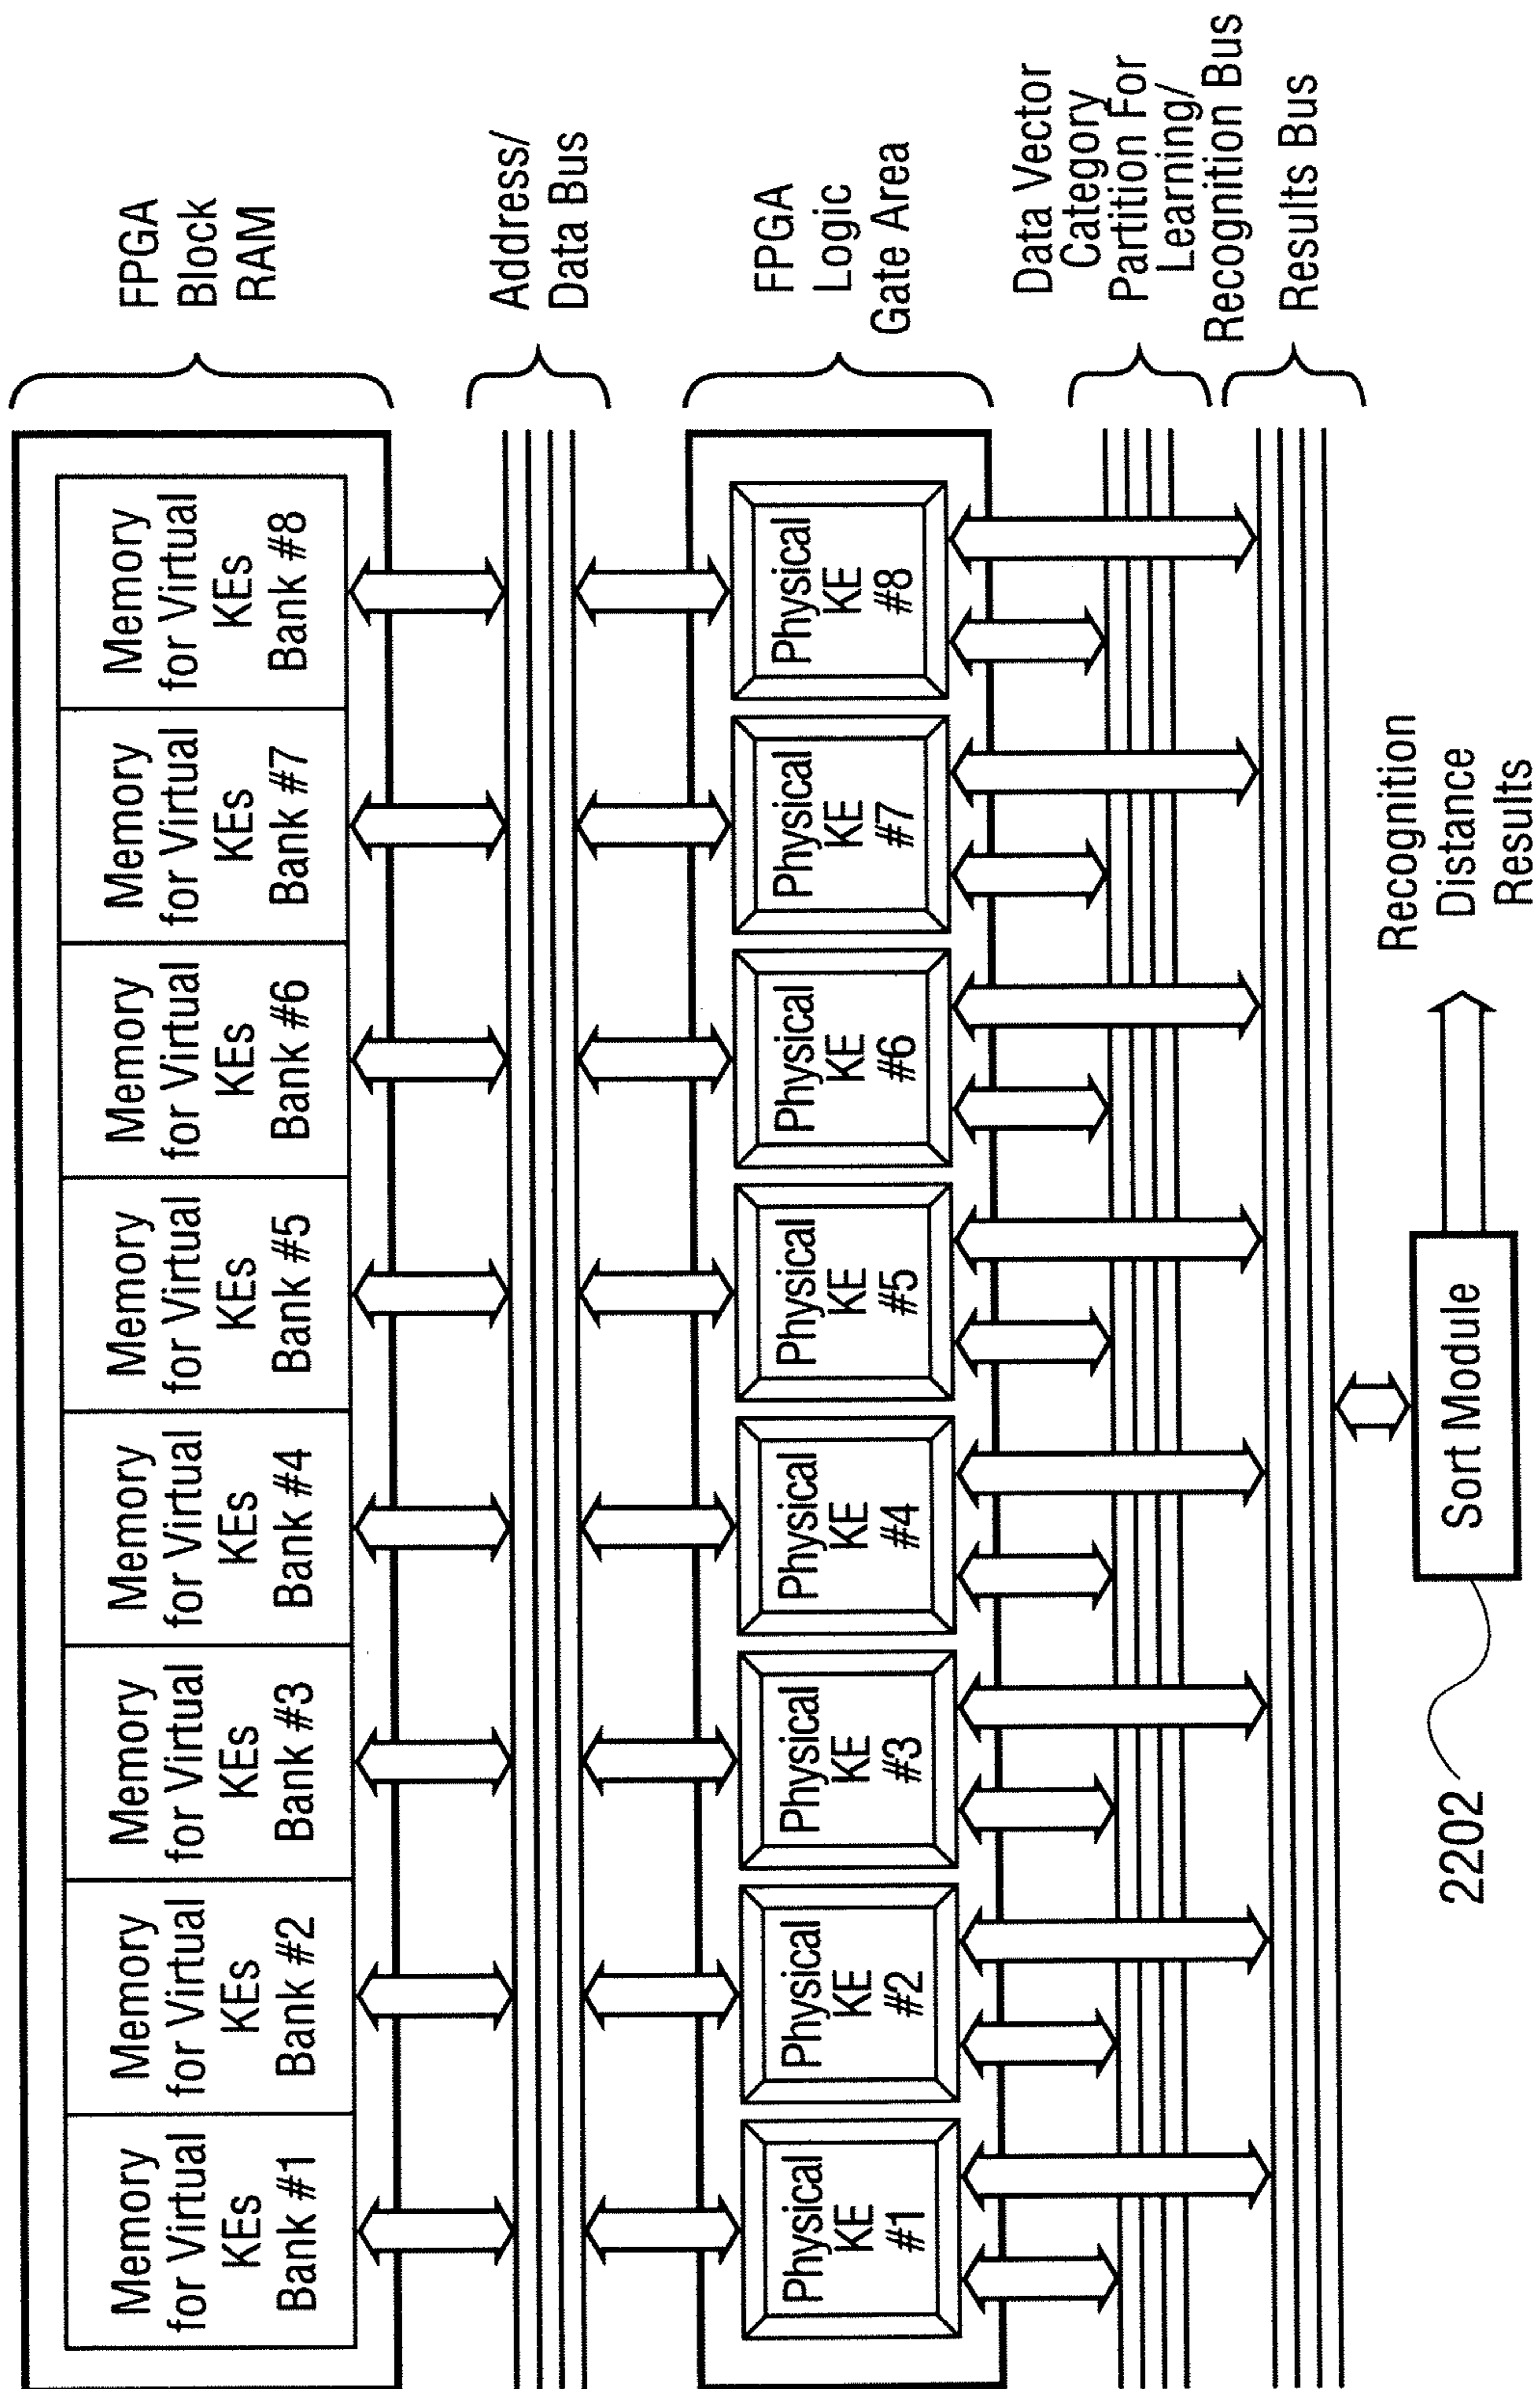 Memory
for Virtual
KEs
Bank #1
Memory
for Virtual
KEs
Bank #2
Memory
for Virtual
KEs
Bank #3
Memory
for Virtual
KEs
Bank #4
Memory
for Virtual
KEs
Bank #5
Memory
for Virtual
KEs
Bank #6
Memory
for Virtual
KEs
Bank #7
Memory
for Virtual
KEs
Bank #8
FPGA
Block
RAM
Address/
Data Bus
Physical
KE
#1
Physical
KE
#2
Physical
KE
#3
Physical
KE
#4
Physical
KE
#5
Physical
KE
#6
Physical
KE
#7
Physical
KE
#8
FPGA
Logic
Gate Area
Data Vector
Category
Partition For
Learning/
Recognition Bus
Results Bus
2202
Sort Module
Recognition
Distance
Results